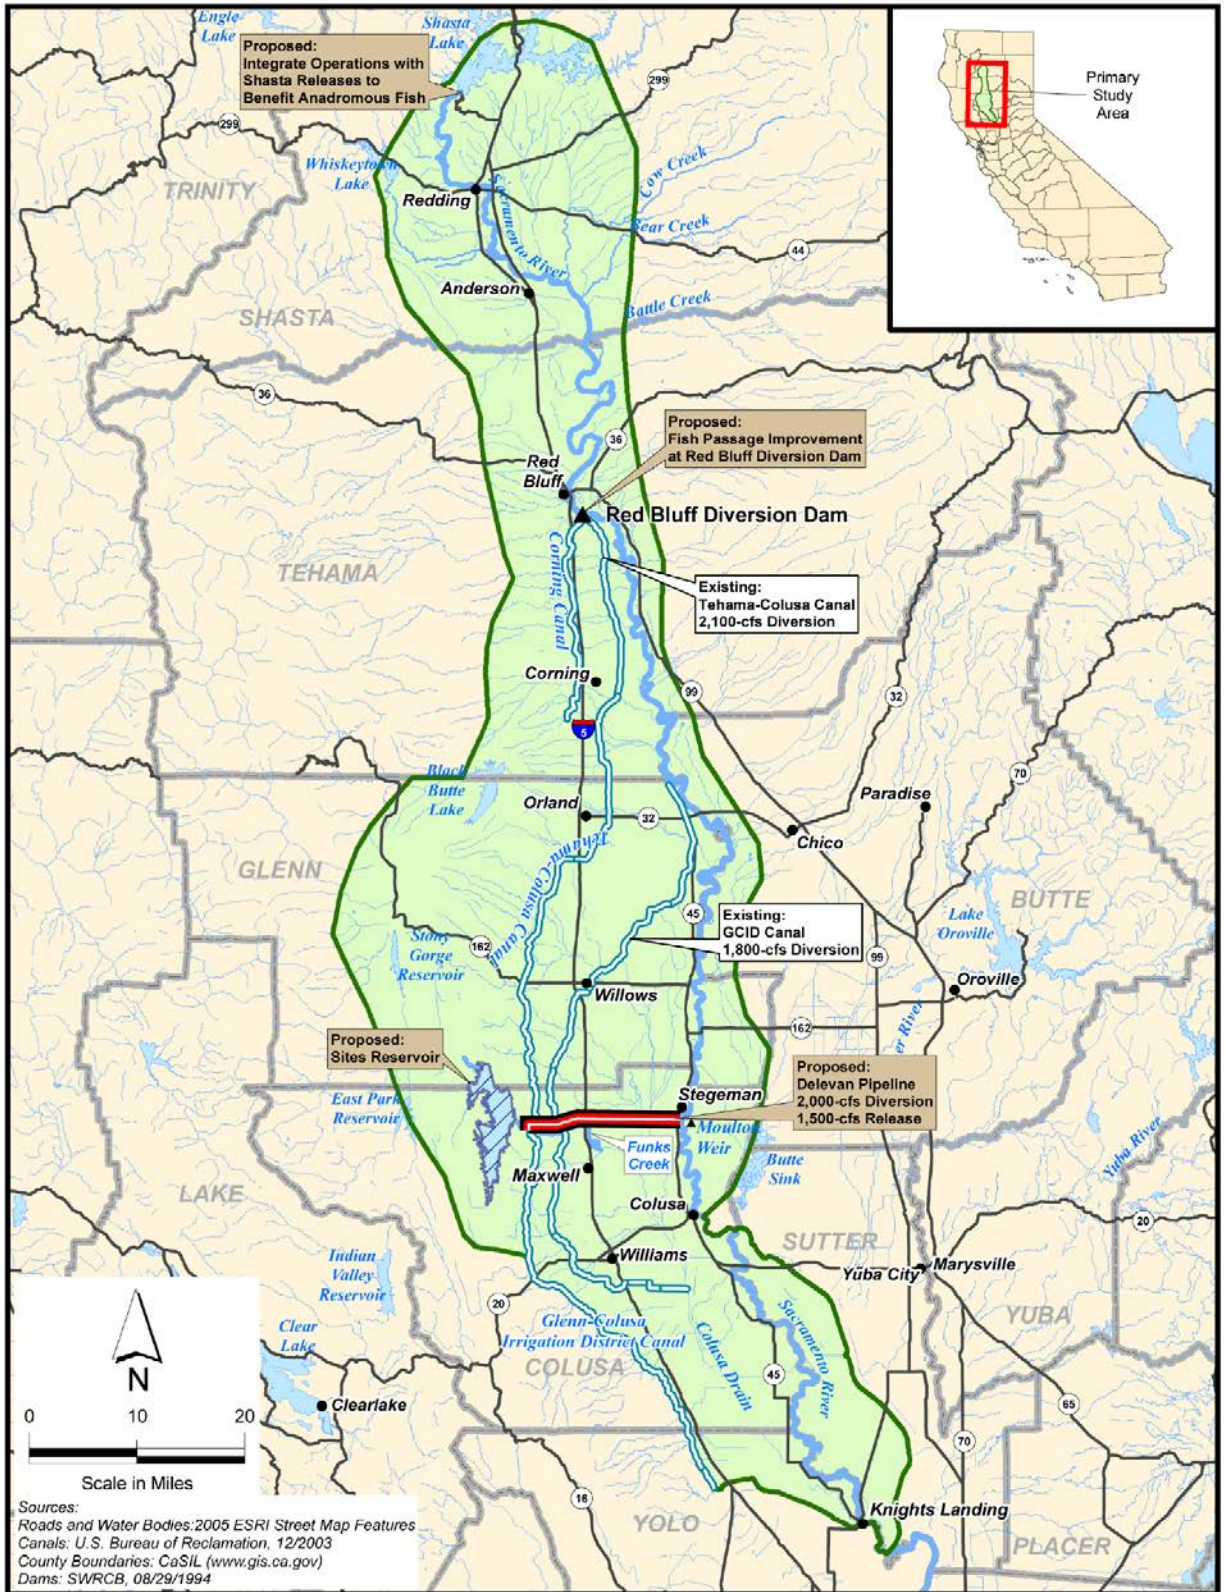 Engle
Lake
Shasta
Lake
Proposed:
Integrate Operations with
Shasta Releases to
Benefit Anadromous Fish
299
299
Primary
Study
Area
Whiskeytown
Lake
TRINITY
Cow Creek
Redding
Sacramento River
Bear Creek
44
Anderson
Battle Creek
SHASTA
36
Proposed:
Fish Passage Improvement
at Red Bluff Diversion Dam
36
Red
Bluff
Red Bluff Diversion Dam
TEHAMA
Corning Canal
Existing:
Tehama-Colusa Canal
2,100-cfs Diversion
Corning
99
32
5
70
Black
Butte
Lake
Orland
32
Paradise
Chico
Tehama-Colusa Canal
GLENN
BUTTE
45
Existing:
GCID Canal
1,800-cfs Diversion
Lake
Oroville
Stony
Gorge
Reservoir
162
99
Willows
Oroville
162
er River
Proposed:
Sites Reservoir
Proposed:
Delevan Pipeline
2,000-cfs Diversion
1,500-cfs Release
East Park
Reservoir
Stegeman
Moulton
Weir
Funks
Creek
Butte
Sink
Yuba River
Maxwell
LAKE
Colusa
20
SUTTER
Williams
Yuba City
Marysville
Indian
Valley
Reservoir
20
YUBA
Glenn-Colusa
Irrigation District Canal
Sacramento River
Clear
Lake
COLUSA
Colusa Drain
45
N
Clearlake
65
0 10 20
70
Scale in Miles
16
Knights Landing
YOLO
PLACER
Sources:
Roads and Water Bodies:2005 ESRI Street Map Features
Canals: U.S. Bureau of Reclamation, 12/2003
County Boundaries: CaSIL (www.gis.ca.gov)
Dams: SWRCB, 08/29/1994